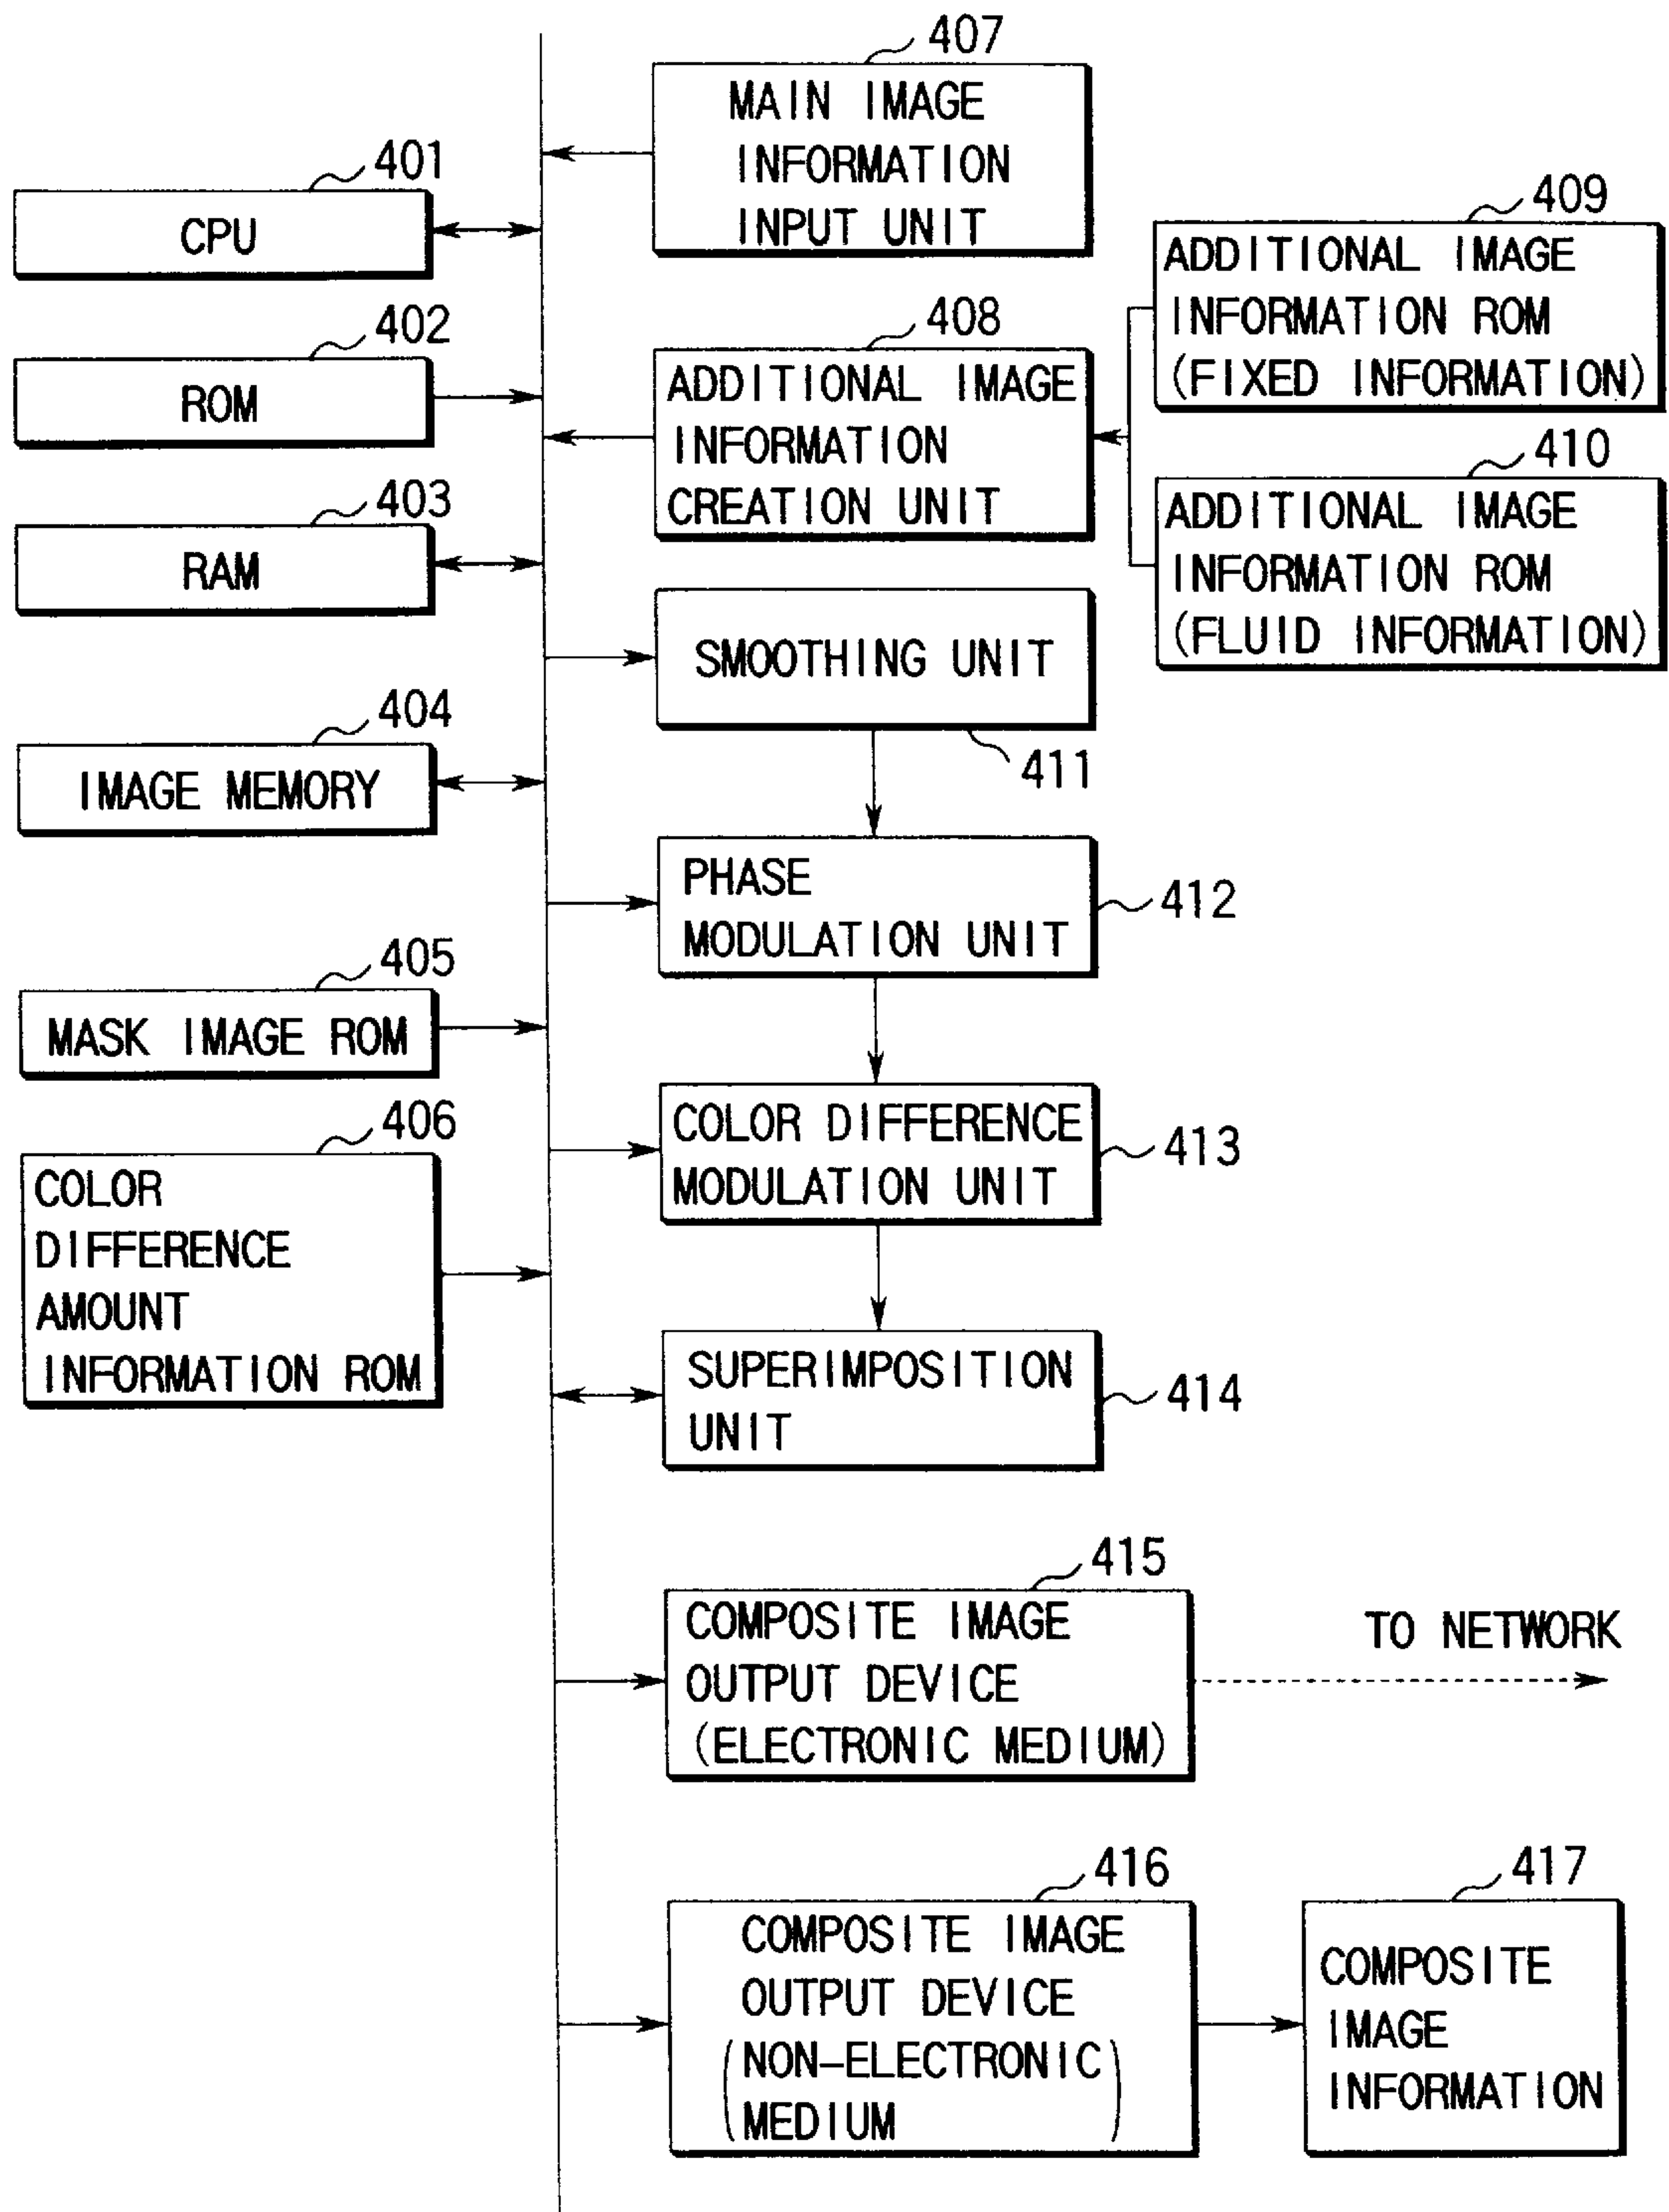 407
MAIN IMAGE
INFORMATION
INPUT UNIT
401
CPU
409
ADDITIONAL IMAGE
INFORMATION ROM
(FIXED INFORMATION)
402
ROM
408
ADDITIONAL IMAGE
INFORMATION
CREATION UNIT
410
ADDITIONAL IMAGE
INFORMATION ROM
(FLUID INFORMATION)
403
RAM
SMOOTHING UNIT
411
404
IMAGE MEMORY
PHASE
MODULATION UNIT
412
405
MASK IMAGE ROM
COLOR DIFFERENCE
MODULATION UNIT
413
406
COLOR
DIFFERENCE
AMOUNT
INFORMATION ROM
SUPERIMPOSITION
UNIT
414
415
COMPOSITE IMAGE
OUTPUT DEVICE
(ELECTRONIC MEDIUM)
TO NETWORK
416
COMPOSITE IMAGE
OUTPUT DEVICE
(NON-ELECTRONIC
MEDIUM)
417
COMPOSITE
IMAGE
INFORMATION